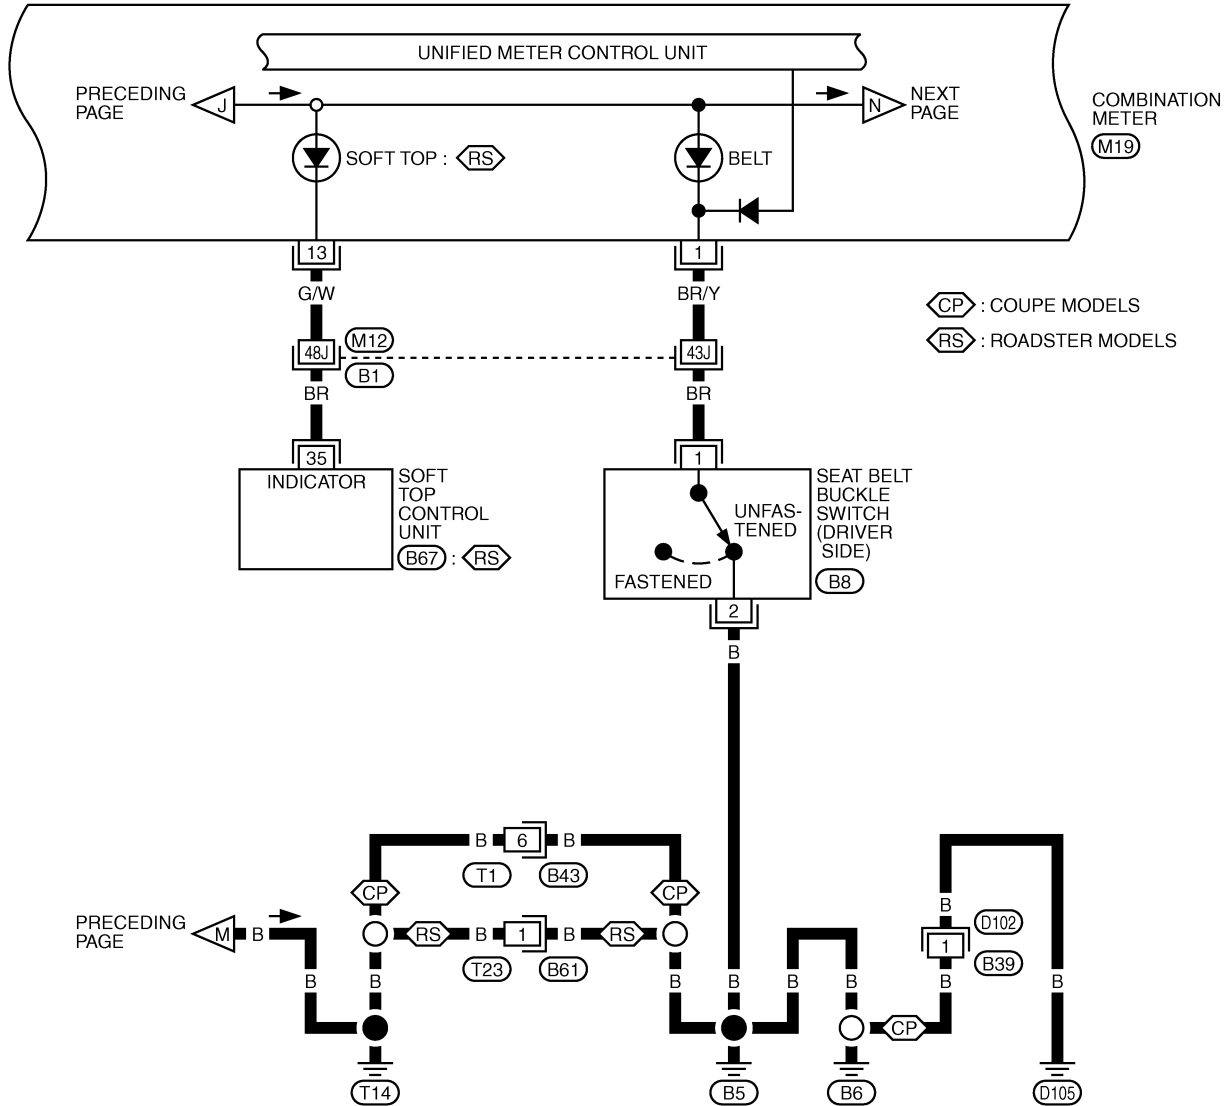 UNIFIED METER CONTROL UNIT
PRECEDING
PAGE
J
N
NEXT
PAGE
COMBINATION
METER
M19
SOFT TOP : RS
BELT
13
1
G/W
BR/Y
CP : COUPE MODELS
RS : ROADSTER MODELS
48J
M12
B1
43J
BR
BR
35
1
INDICATOR
SOFT
TOP
CONTROL
UNIT
B67 : RS
UNFAS-
TENED
FASTENED
SEAT BELT
BUCKLE
SWITCH
(DRIVER
SIDE)
B8
2
B
B 6 B
T1 B43
CP CP
PRECEDING
PAGE
M B
RS B 1 B RS
T23 B61
B
D102
1
B39
B B B B B B B B
CP
T14 B5 B6 D105